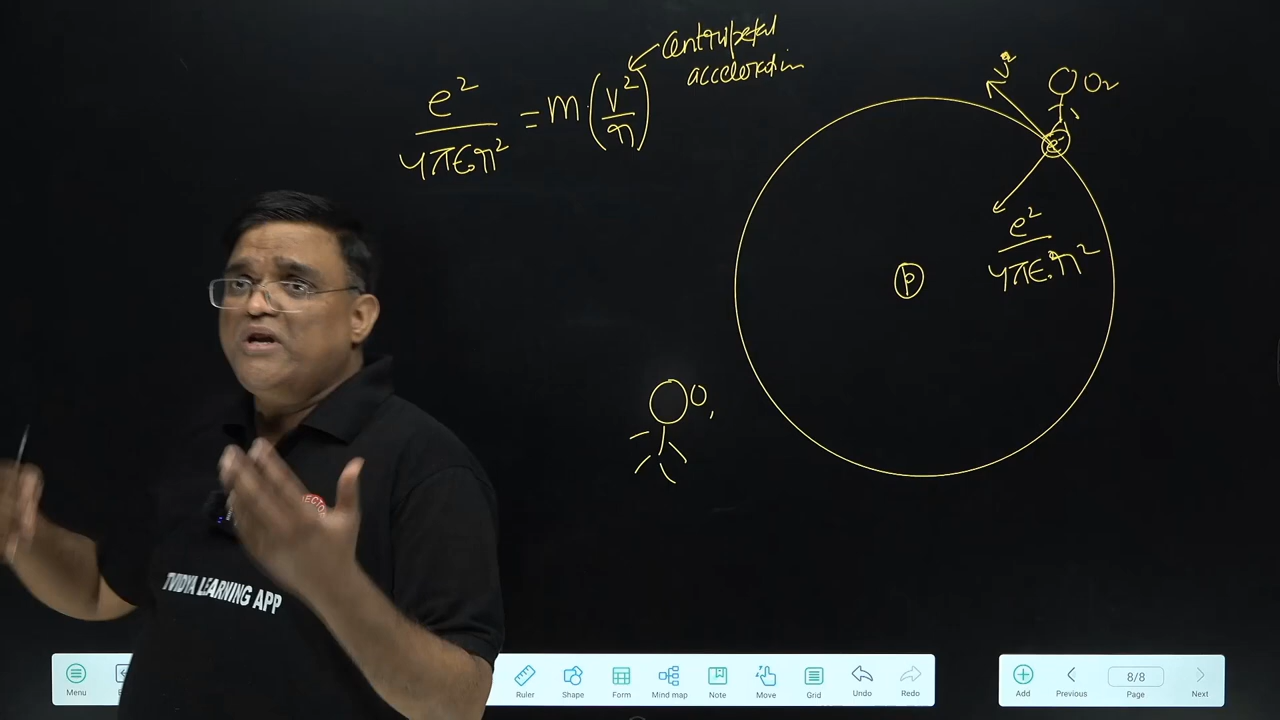 centripetal
acceleration
e²/4πε₀r² = m(v²/r)
v
O₂
e⁻
e²/4πε₀r²
p
O₁
TVIDYA LEARNING APP
Menu
Ruler
Shape
Form
Mind map
Note
Move
Grid
Undo
Redo
Add
Previous
8/8
Page
Next